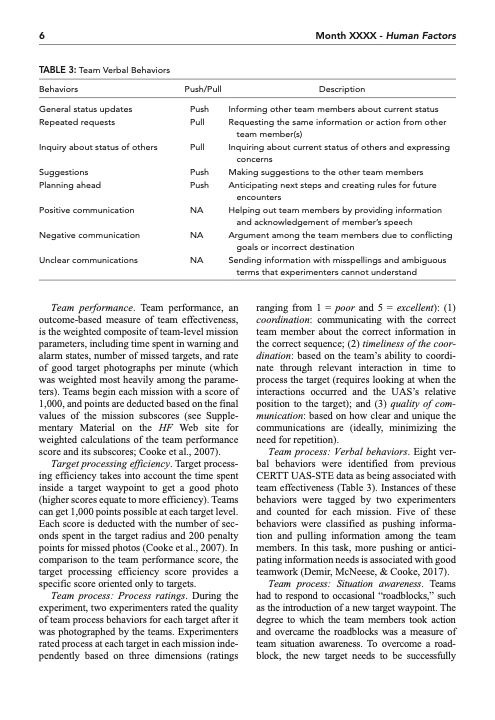 6
Month XXXX - Human Factors
TABLE 3: Team Verbal Behaviors
Behaviors Push/Pull Description
General status updates Push Informing other team members about current status
Repeated requests Pull Requesting the same information or action from other
team member(s)
Inquiry about status of others Pull Inquiring about current status of others and expressing
concerns
Suggestions Push Making suggestions to the other team members
Planning ahead Push Anticipating next steps and creating rules for future
encounters
Positive communication NA Helping out team members by providing information
and acknowledgement of member's speech
Negative communication NA Argument among the team members due to conflicting
goals or incorrect destination
Unclear communications NA Sending information with misspellings and ambiguous
terms that experimenters cannot understand
Team performance. Team performance, an
outcome-based measure of team effectiveness,
is the weighted composite of team-level mission
parameters, including time spent in warning and
alarm states, number of missed targets, and rate
of good target photographs per minute (which
was weighted most heavily among the parame-
ters). Teams begin each mission with a score of
1,000, and points are deducted based on the final
values of the mission subscores (see Supple-
mentary Material on the HF Web site for
weighted calculations of the team performance
score and its subscores; Cooke et al., 2007).
Target processing efficiency. Target process-
ing efficiency takes into account the time spent
inside a target waypoint to get a good photo
(higher scores equate to more efficiency). Teams
can get 1,000 points possible at each target level.
Each score is deducted with the number of sec-
onds spent in the target radius and 200 penalty
points for missed photos (Cooke et al., 2007). In
comparison to the team performance score, the
target processing efficiency score provides a
specific score oriented only to targets.
Team process: Process ratings. During the
experiment, two experimenters rated the quality
of team process behaviors for each target after it
was photographed by the teams. Experimenters
rated process at each target in each mission inde-
pendently based on three dimensions (ratings
ranging from 1 = poor and 5 = excellent): (1)
coordination: communicating with the correct
team member about the correct information in
the correct sequence; (2) timeliness of the coor-
dination: based on the team's ability to coordi-
nate through relevant interaction in time to
process the target (requires looking at when the
interactions occurred and the UAS's relative
position to the target); and (3) quality of com-
munication: based on how clear and unique the
communications are (ideally, minimizing the
need for repetition).
Team process: Verbal behaviors. Eight ver-
bal behaviors were identified from previous
CERTT UAS-STE data as being associated with
team effectiveness (Table 3). Instances of these
behaviors were tagged by two experimenters
and counted for each mission. Five of these
behaviors were classified as pushing informa-
tion and pulling information among the team
members. In this task, more pushing or antici-
pating information needs is associated with good
teamwork (Demir, McNeese, & Cooke, 2017).
Team process: Situation awareness. Teams
had to respond to occasional "roadblocks," such
as the introduction of a new target waypoint. The
degree to which the team members took action
and overcame the roadblocks was a measure of
team situation awareness. To overcome a road-
block, the new target needs to be successfully